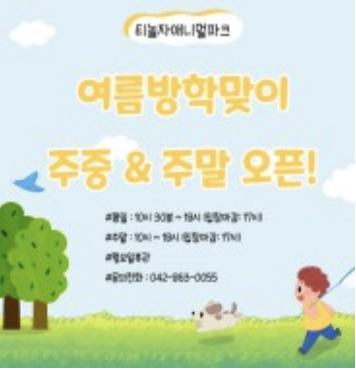 티놀자애니멀파크
여름방학맞이
주중 & 주말 오픈!
#평일 : 10시 30분 ~ 18시 (입장마감: 17시)
#주말 : 10시 ~ 18시 (입장마감: 17시)
#월요일휴관
#문의전화 : 042-863-0055